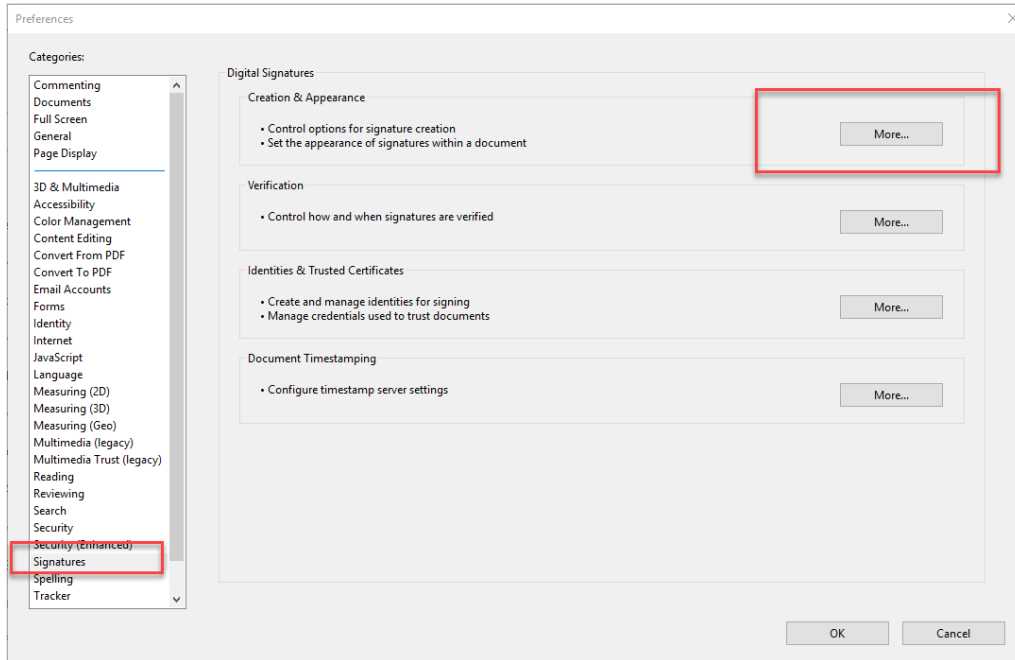 Preferences
Categories:
Commenting
Documents
Full Screen
General
Page Display
3D & Multimedia
Accessibility
Color Management
Content Editing
Convert From PDF
Convert To PDF
Email Accounts
Forms
Identity
Internet
JavaScript
Language
Measuring (2D)
Measuring (3D)
Measuring (Geo)
Multimedia (legacy)
Multimedia Trust (legacy)
Reading
Reviewing
Search
Security
Security (Enhanced)
Signatures
Spelling
Tracker
Digital Signatures
Creation & Appearance
• Control options for signature creation
• Set the appearance of signatures within a document
More...
Verification
• Control how and when signatures are verified
More...
Identities & Trusted Certificates
• Create and manage identities for signing
• Manage credentials used to trust documents
More...
Document Timestamping
• Configure timestamp server settings
More...
OK
Cancel